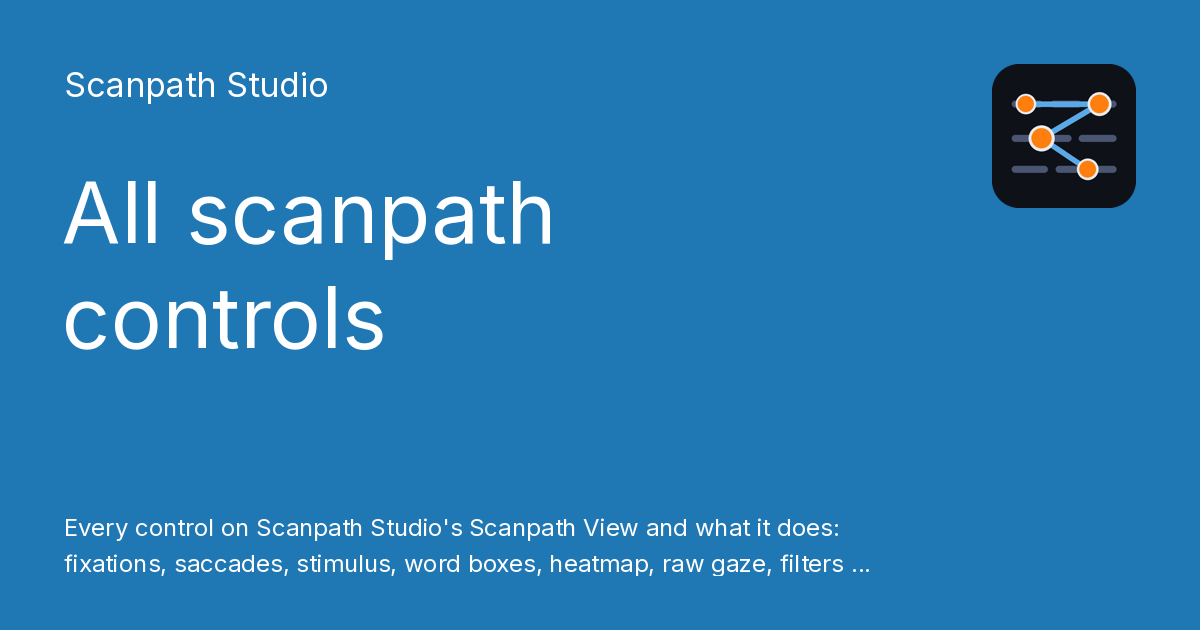 Scanpath Studio
All scanpath
controls
Every control on Scanpath Studio's Scanpath View and what it does:
fixations, saccades, stimulus, word boxes, heatmap, raw gaze, filters ...